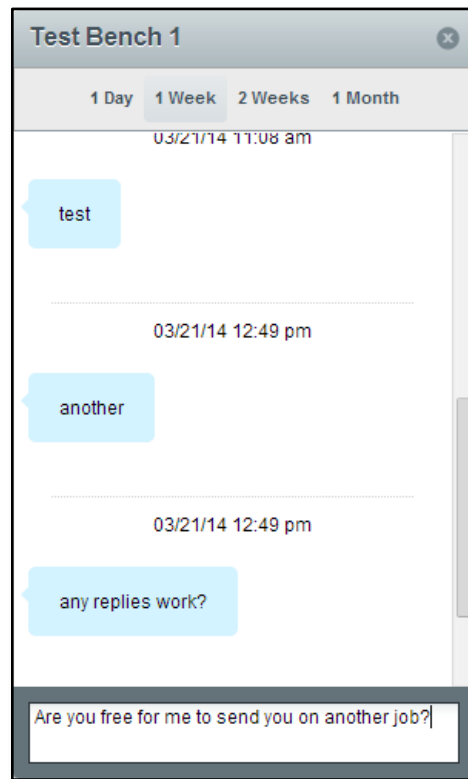 Test Bench 1
1 Day 1 Week 2 Weeks 1 Month
03/21/14 11:08 am
test
03/21/14 12:49 pm
another
03/21/14 12:49 pm
any replies work?
Are you free for me to send you on another job?